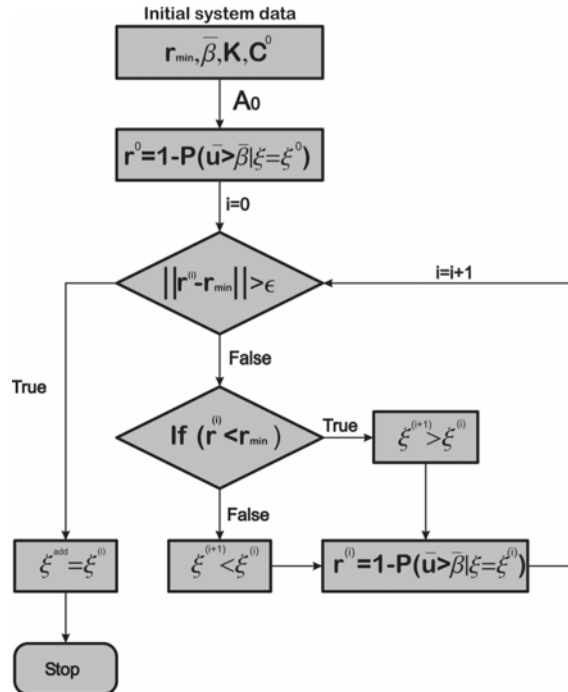 Initial system data
r_min, β̅, K, C⁰
A₀
r⁰=1-P(u̅>β̅|ξ=ξ⁰)
i=0
||r⁽ⁱ⁾-r_min||>ϵ
i=i+1
True
False
If (r⁽ⁱ⁾<r_min)
True
ξ⁽ⁱ⁺¹⁾>ξ⁽ⁱ⁾
False
ξᵃᵈᵈ=ξ⁽ⁱ⁾
ξ⁽ⁱ⁺¹⁾<ξ⁽ⁱ⁾
r⁽ⁱ⁾=1-P(u̅>β̅|ξ=ξ⁽ⁱ⁾)
Stop